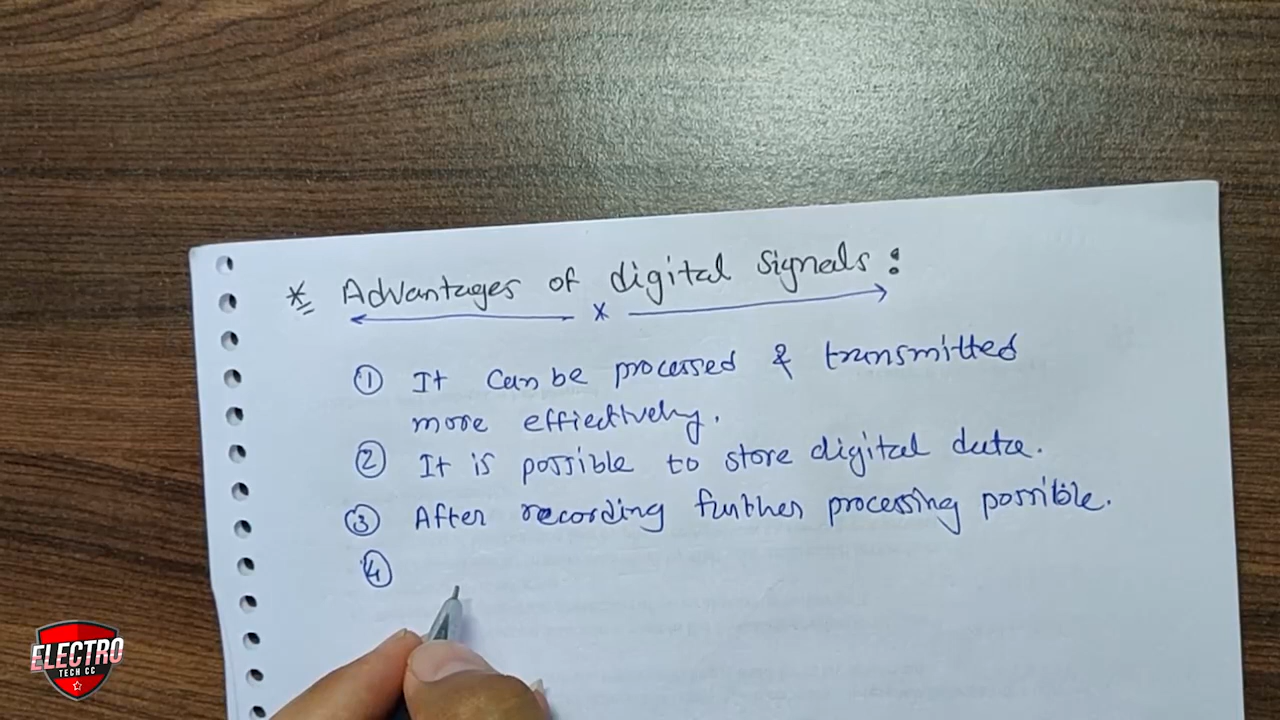 * Advantages of digital signals :
x
① It can be processed & transmitted
more effiectively.
② It is possible to store digital data.
③ After recording further processing possible.
④
ELECTRO
TECH CC